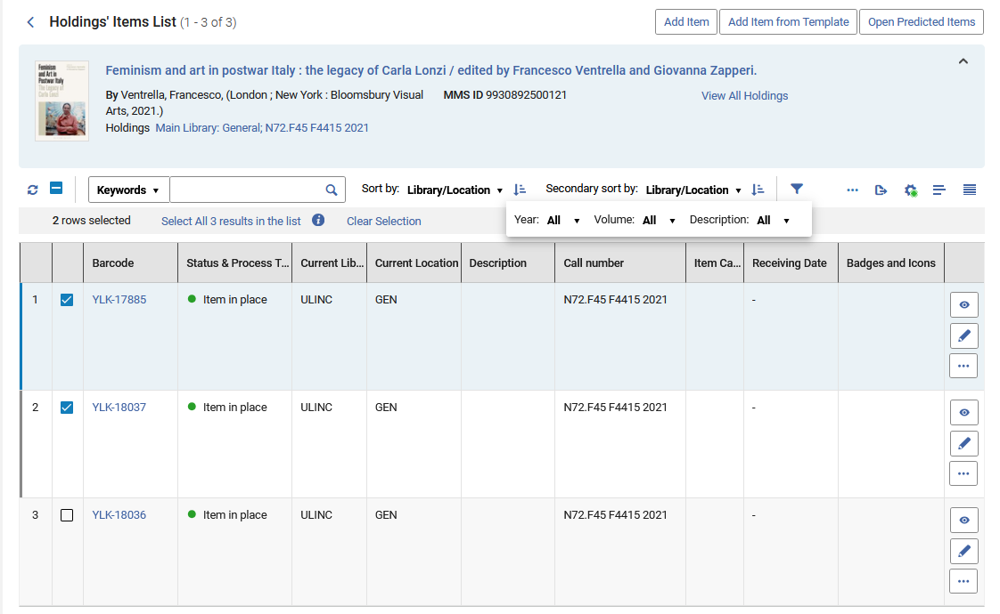 Holdings' Items List (1 - 3 of 3)
Add Item
Add Item from Template
Open Predicted Items
Feminism
and Art in
Postwar Italy
The Legacy of
Carla Lonzi
Feminism and art in postwar Italy : the legacy of Carla Lonzi / edited by Francesco Ventrella and Giovanna Zapperi.
By Ventrella, Francesco, (London ; New York : Bloomsbury Visual
Arts, 2021.)
MMS ID 9930892500121
View All Holdings
Holdings Main Library: General; N72.F45 F4415 2021
Keywords
Sort by: Library/Location
Secondary sort by: Library/Location
2 rows selected
Select All 3 results in the list
Clear Selection
Year: All
Volume: All
Description: All
Barcode
Status & Process T...
Current Lib...
Current Location
Description
Call number
Item Ca...
Receiving Date
Badges and Icons
1 YLK-17885 Item in place ULINC GEN N72.F45 F4415 2021 -
2 YLK-18037 Item in place ULINC GEN N72.F45 F4415 2021 -
3 YLK-18036 Item in place ULINC GEN N72.F45 F4415 2021 -